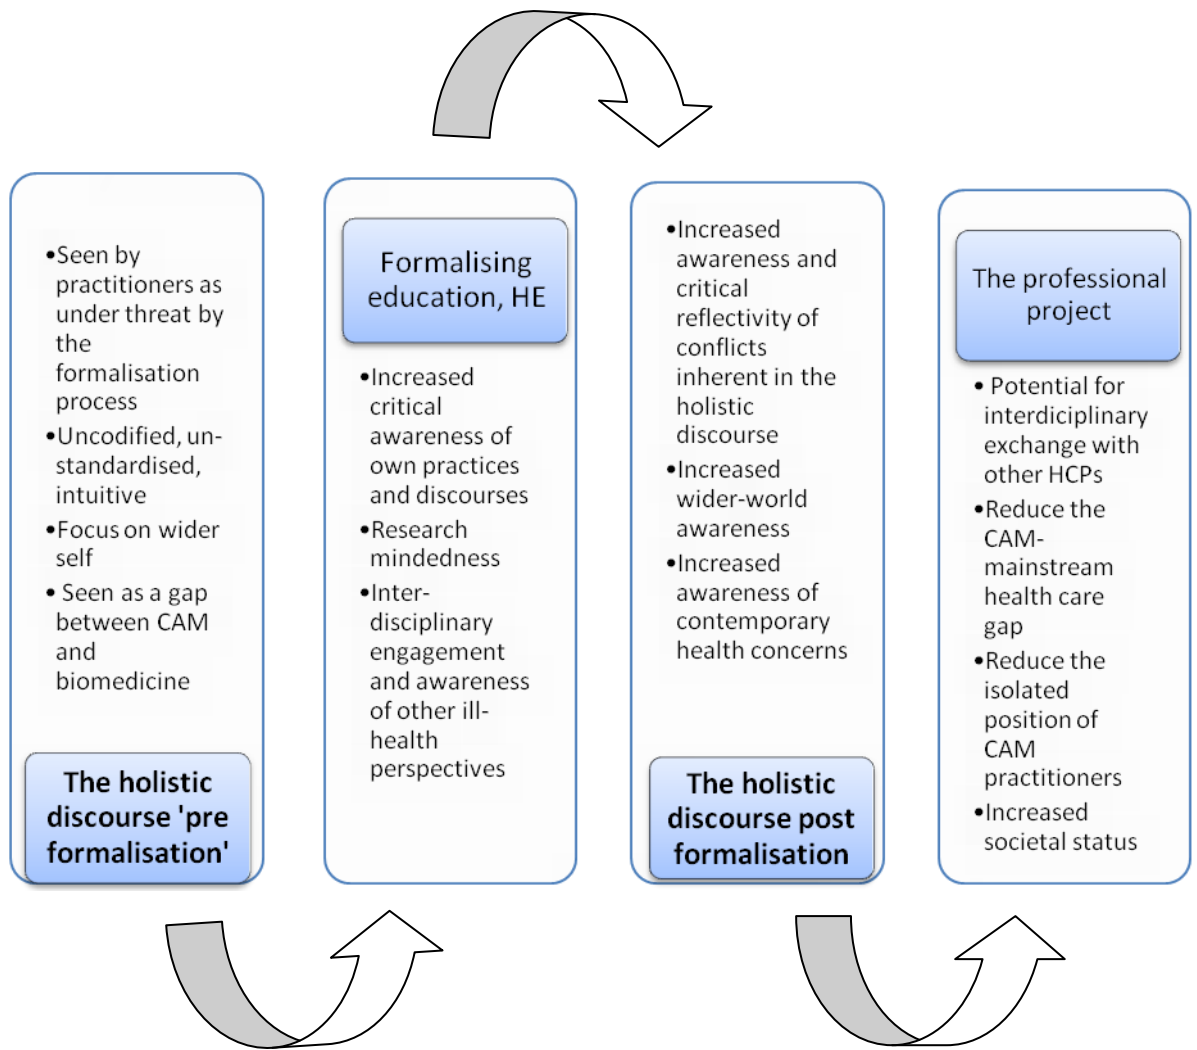 •Seen by
practitioners as
under threat by
the
formalisation
process
•Uncodified, un-
standardised,
intuitive
•Focus on wider
self
• Seen as a gap
between CAM
and
biomedicine
The holistic
discourse 'pre
formalisation'
Formalising
education, HE
•Increased
critical
awareness of
own practices
and discourses
•Research
mindedness
•Inter-
disciplinary
engagement
and awareness
of other ill-
health
perspectives
•Increased
awareness and
critical
reflectivity of
conflicts
inherent in the
holistic
discourse
•Increased
wider-world
awareness
•Increased
awareness of
contemporary
health concerns
The holistic
discourse post
formalisation
The professional
project
• Potential for
interdiciplinary
exchange with
other HCPs
•Reduce the
CAM-
mainstream
health care
gap
•Reduce the
isolated
position of
CAM
practitioners
•Increased
societal status